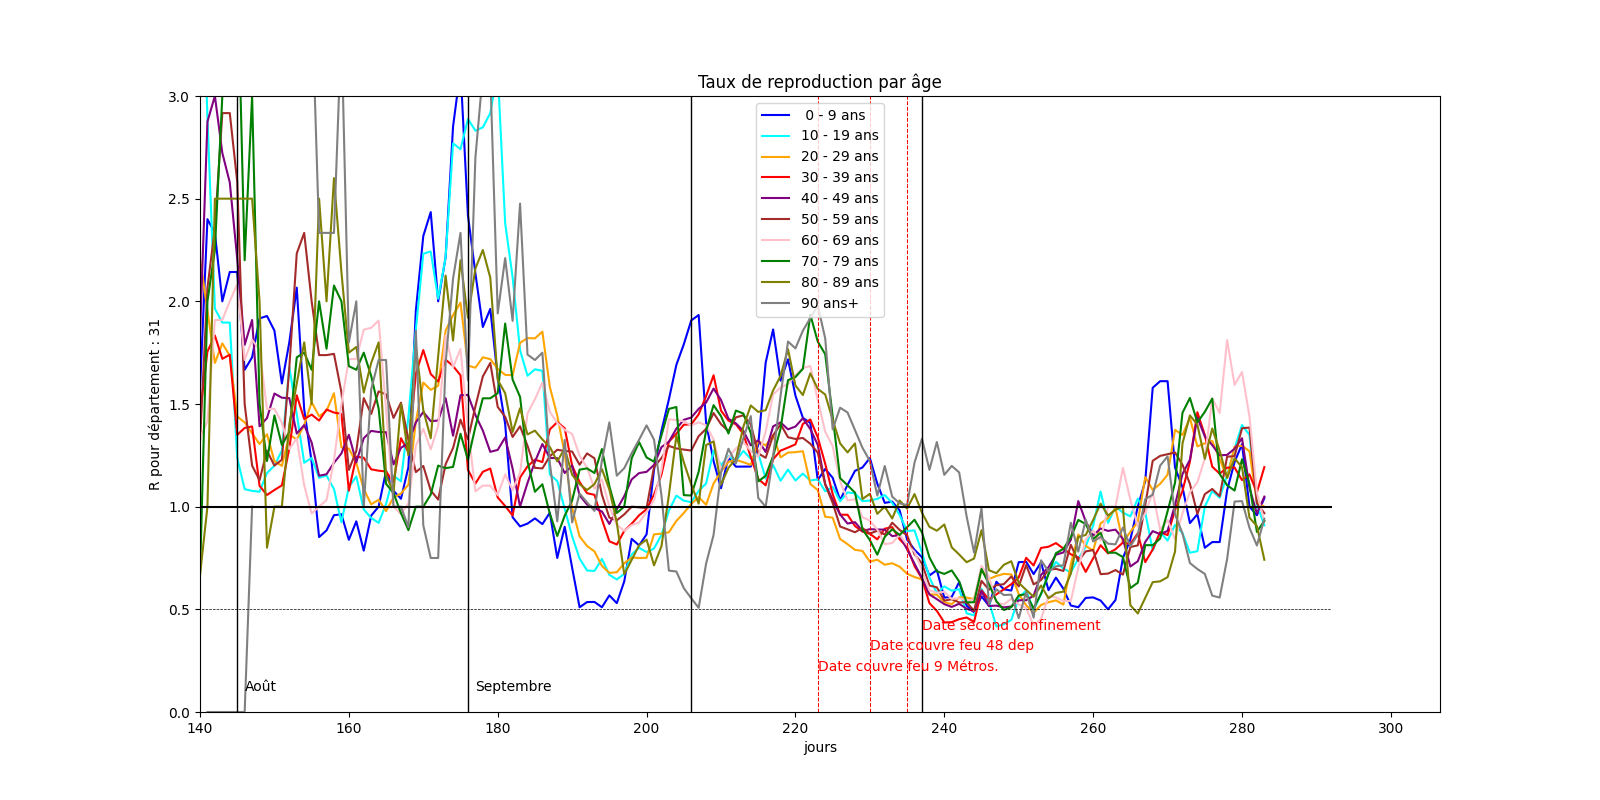 Taux de reproduction par âge
R pour département : 31
3.0
2.5
2.0
1.5
1.0
0.5
0.0
0 - 9 ans
10 - 19 ans
20 - 29 ans
30 - 39 ans
40 - 49 ans
50 - 59 ans
60 - 69 ans
70 - 79 ans
80 - 89 ans
90 ans+
Date second confinement
Date couvre feu 48 dep
Date couvre feu 9 Métros.
Août
Septembre
140 160 180 200 220 240 260 280 300
jours